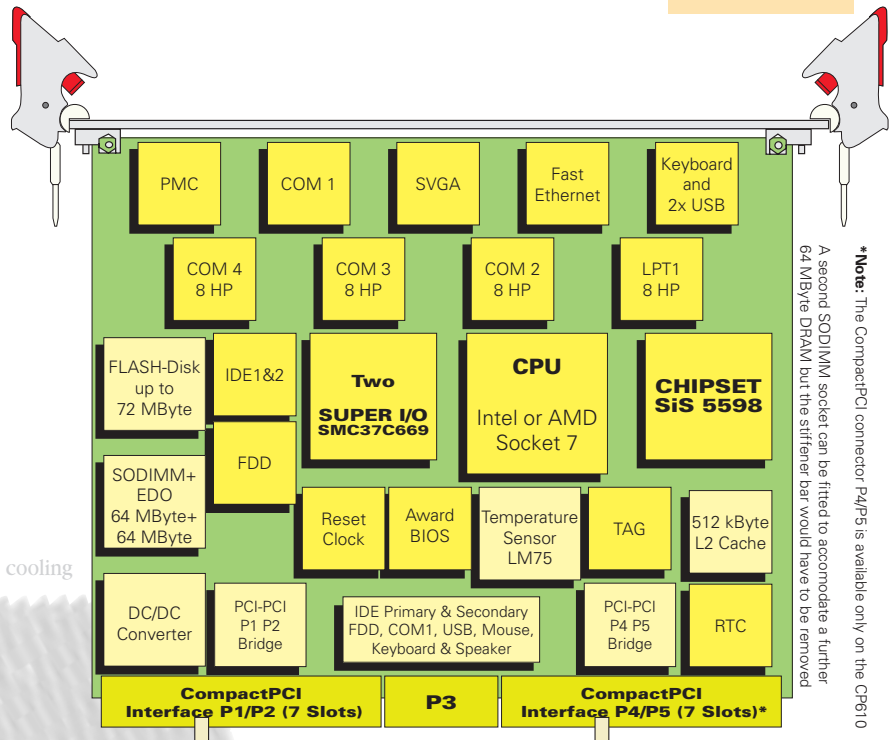 PMC
COM 1
SVGA
Fast
Ethernet
Keyboard
and
2x USB
COM 4
8 HP
COM 3
8 HP
COM 2
8 HP
LPT1
8 HP
FLASH-Disk
up to
72 MByte
IDE1&2
Two
SUPER I/O
SMC37C669
CPU
Intel or AMD
Socket 7
CHIPSET
SiS 5598
FDD
SODIMM+
EDO
64 MByte+
64 MByte
Reset
Clock
Award
BIOS
Temperature
Sensor
LM75
TAG
512 kByte
L2 Cache
cooling
DC/DC
Converter
PCI-PCI
P1 P2
Bridge
IDE Primary & Secondary
FDD, COM1, USB, Mouse,
Keyboard & Speaker
PCI-PCI
P4 P5
Bridge
RTC
CompactPCI
Interface P1/P2 (7 Slots)
P3
CompactPCI
Interface P4/P5 (7 Slots)*
*Note: The CompactPCI connector P4/P5 is available only on the CP610
A second SODIMM socket can be fitted to accomodate a further
64 MByte DRAM but the stiffener bar would have to be removed